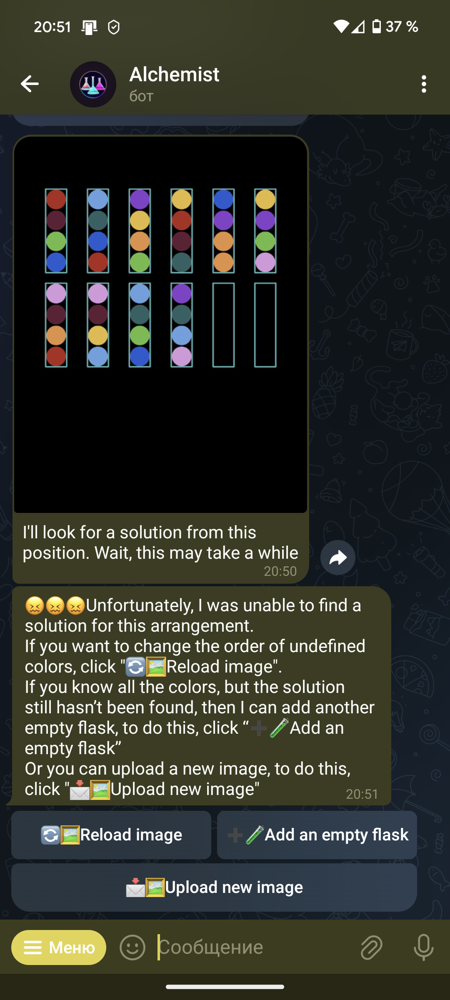 20:51
37 %
Alchemist
бот
I'll look for a solution from this
position. Wait, this may take a while
20:50
😖😖😖Unfortunately, I was unable to find a
solution for this arrangement.
If you want to change the order of undefined
colors, click "🔄🖼Reload image".
If you know all the colors, but the solution
still hasn’t been found, then I can add another
empty flask, to do this, click “➕🧪Add an
empty flask”
Or you can upload a new image, to do this,
click "📩🖼Upload new image"
20:51
🔄🖼Reload image
➕🧪Add an empty flask
📩🖼Upload new image
Меню
Сообщение